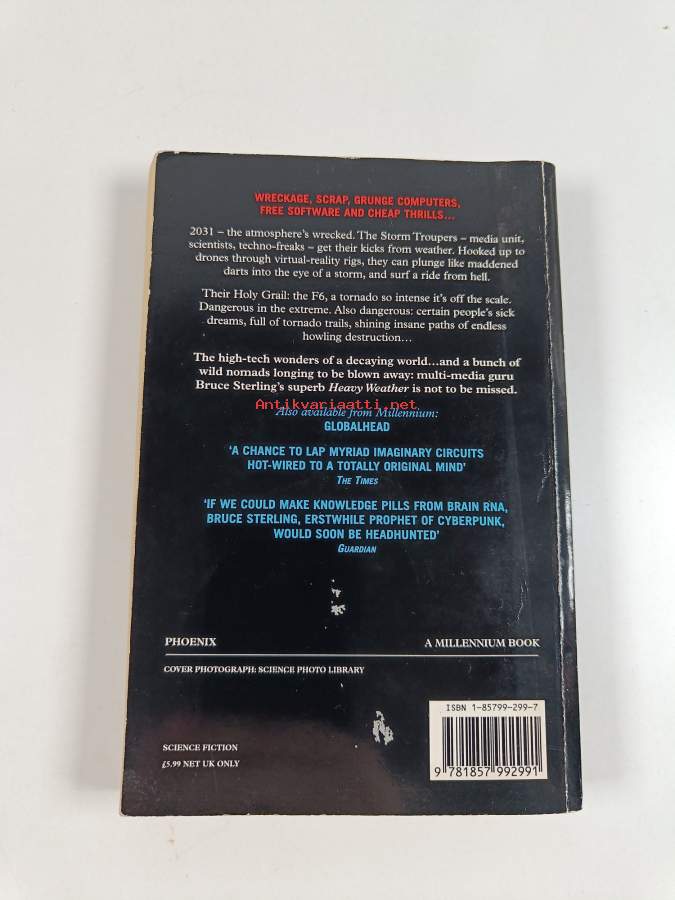 WRECKAGE, SCRAP, GRUNGE COMPUTERS,
FREE SOFTWARE AND CHEAP THRILLS...
2031 – the atmosphere's wrecked. The Storm Troupers – media unit,
scientists, techno-freaks – get their kicks from weather. Hooked up to
drones through virtual-reality rigs, they can plunge like maddened
darts into the eye of a storm, and surf a ride from hell.
Their Holy Grail: the F6, a tornado so intense it's off the scale.
Dangerous in the extreme. Also dangerous: certain people's sick
dreams, full of tornado trails, shining insane paths of endless
howling destruction...
The high-tech wonders of a decaying world...and a bunch of
wild nomads longing to be blown away: multi-media guru
Bruce Sterling's superb Heavy Weather is not to be missed.
Antikvariaatti.net
Also available from Millennium:
GLOBALHEAD
'A CHANCE TO LAP MYRIAD IMAGINARY CIRCUITS
HOT-WIRED TO A TOTALLY ORIGINAL MIND'
THE TIMES
'IF WE COULD MAKE KNOWLEDGE PILLS FROM BRAIN RNA,
BRUCE STERLING, ERSTWHILE PROPHET OF CYBERPUNK,
WOULD SOON BE HEADHUNTED'
GUARDIAN
PHOENIX
A MILLENNIUM BOOK
COVER PHOTOGRAPH: SCIENCE PHOTO LIBRARY
ISBN 1-85799-299-7
9 781857 992991
SCIENCE FICTION
£5.99 NET UK ONLY